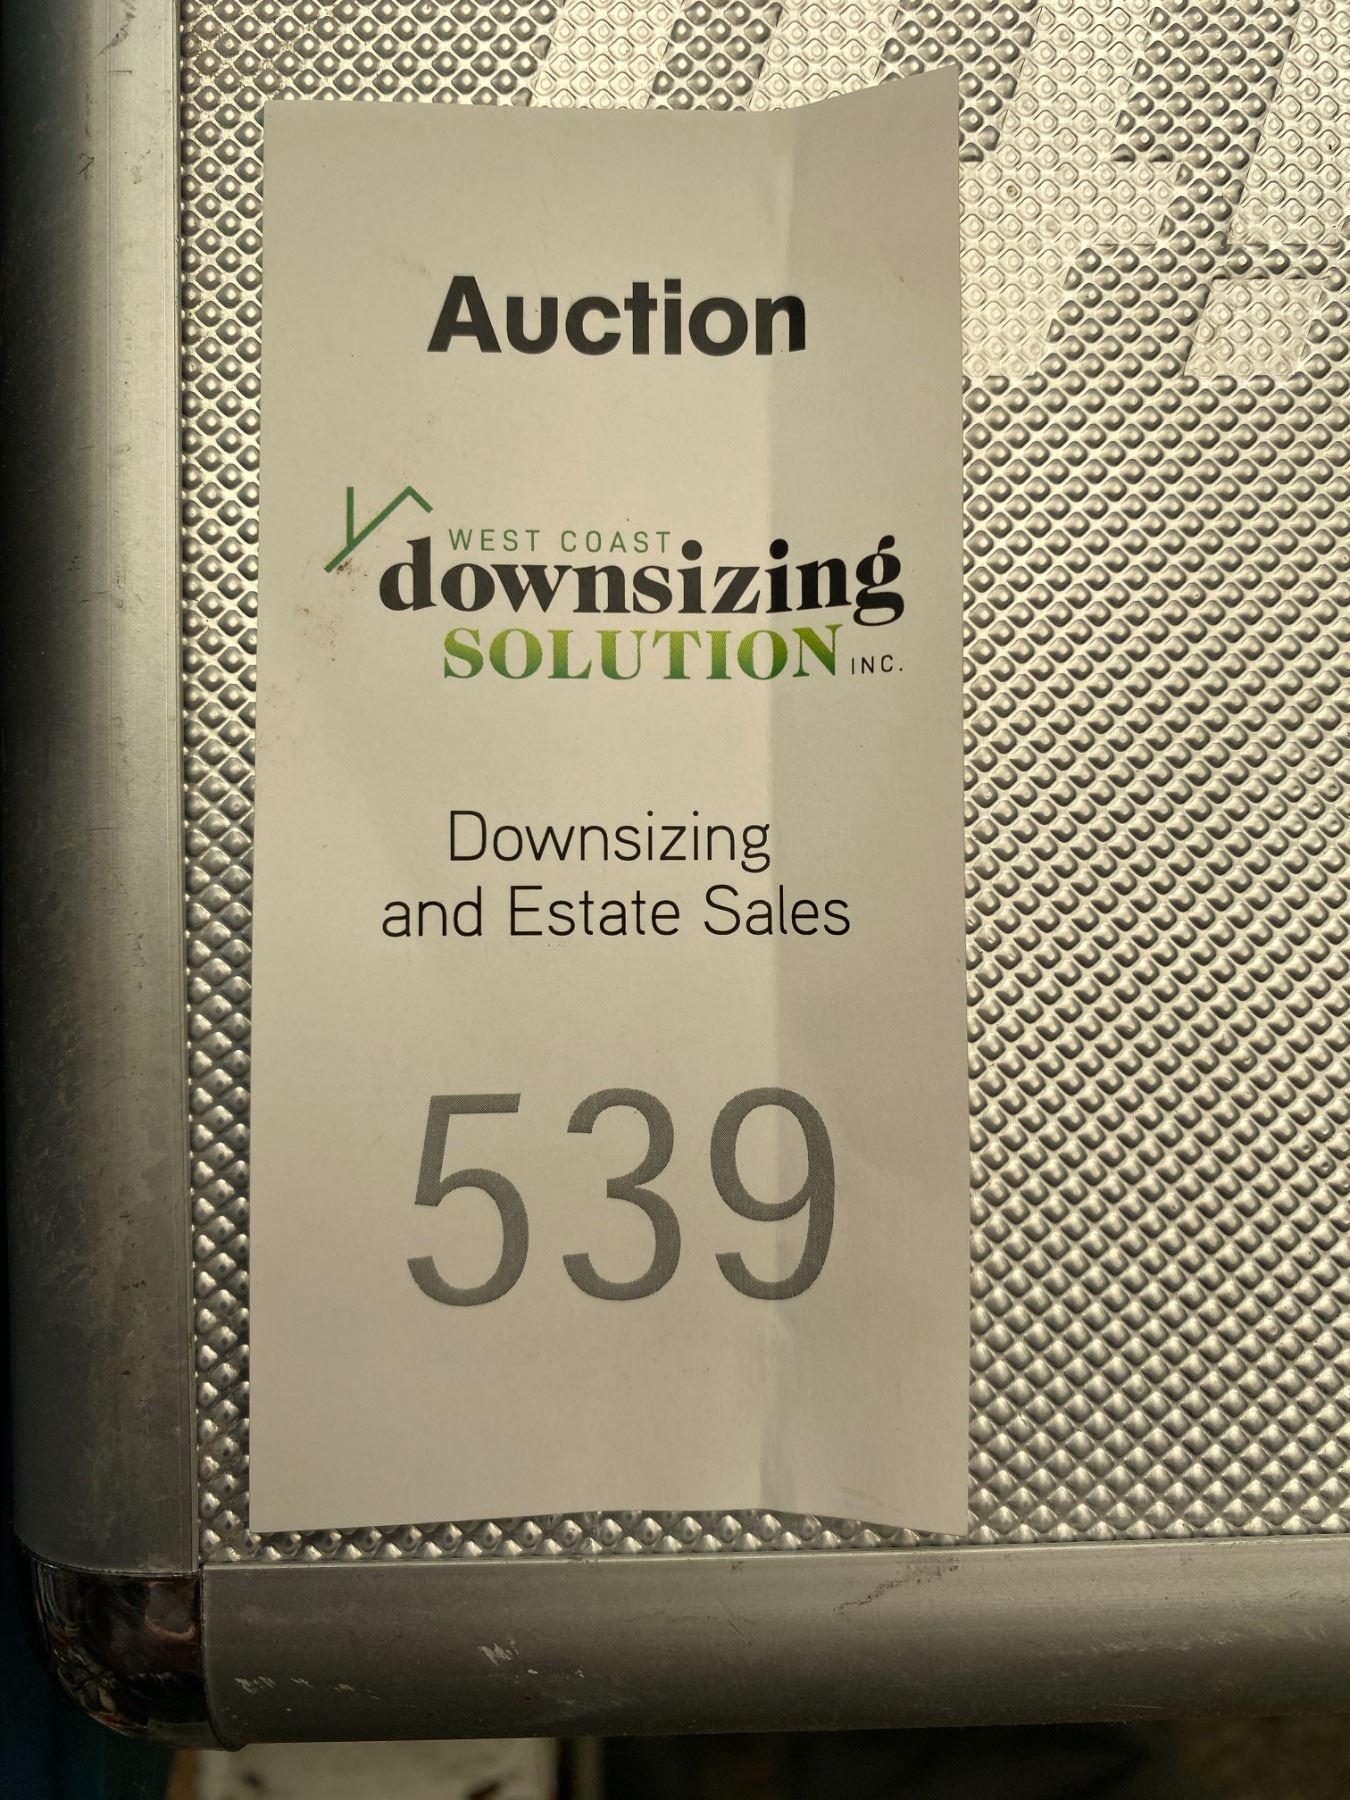 Auction
WEST COAST
downsizing
SOLUTION INC.
Downsizing
and Estate Sales
539